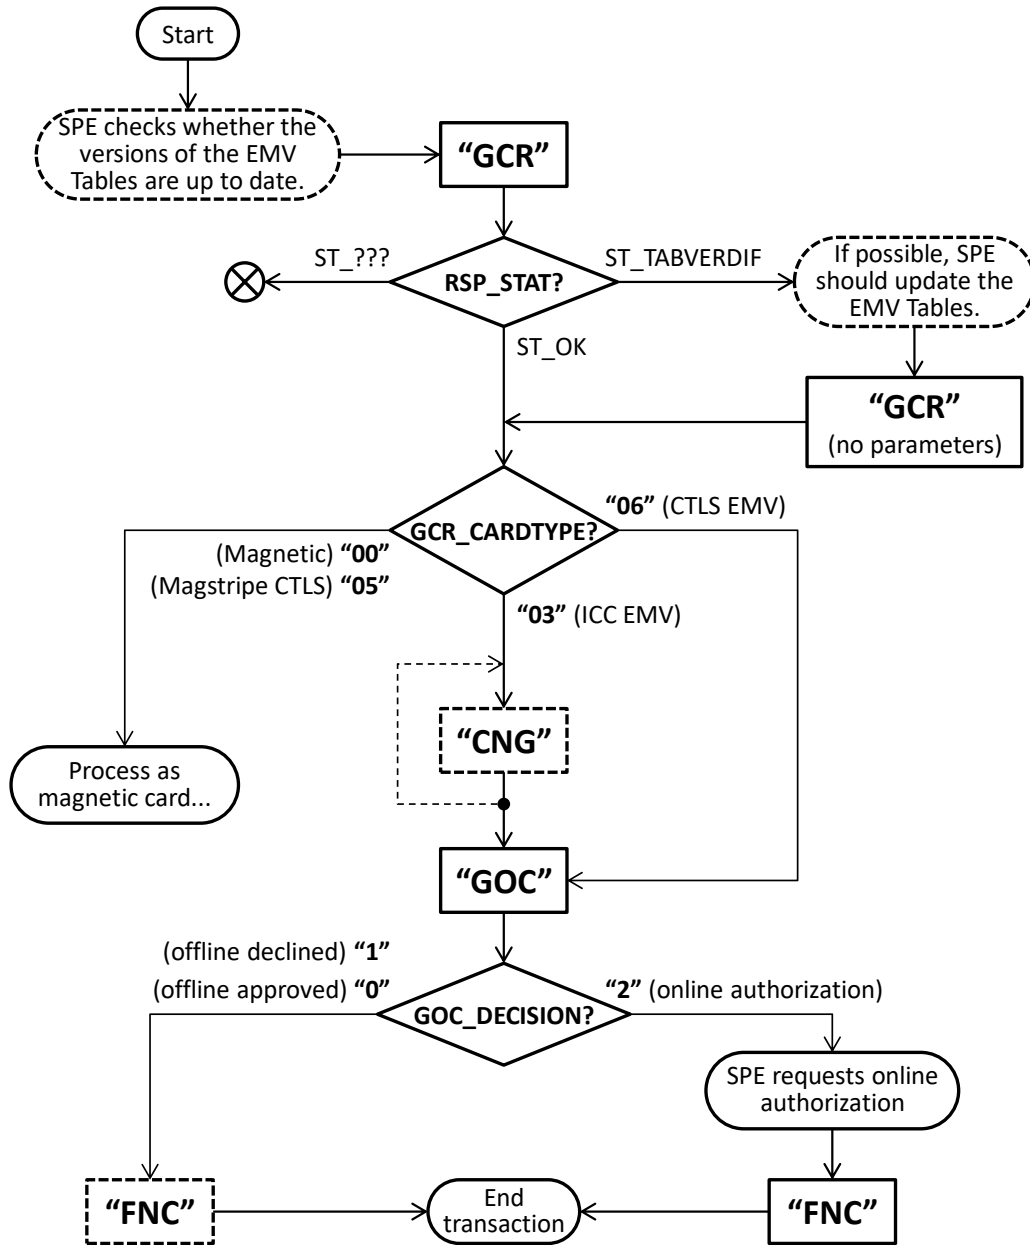 Start
SPE checks whether the
versions of the EMV
Tables are up to date.
“GCR”
ST_???
RSP_STAT?
ST_TABVERDIF
If possible, SPE
should update the
EMV Tables.
ST_OK
“GCR”
(no parameters)
“06” (CTLS EMV)
GCR_CARDTYPE?
(Magnetic) “00”
(Magstripe CTLS) “05”
“03” (ICC EMV)
“CNG”
Process as
magnetic card...
“GOC”
(offline declined) “1”
(offline approved) “0”
“2” (online authorization)
GOC_DECISION?
SPE requests online
authorization
“FNC”
End
transaction
“FNC”